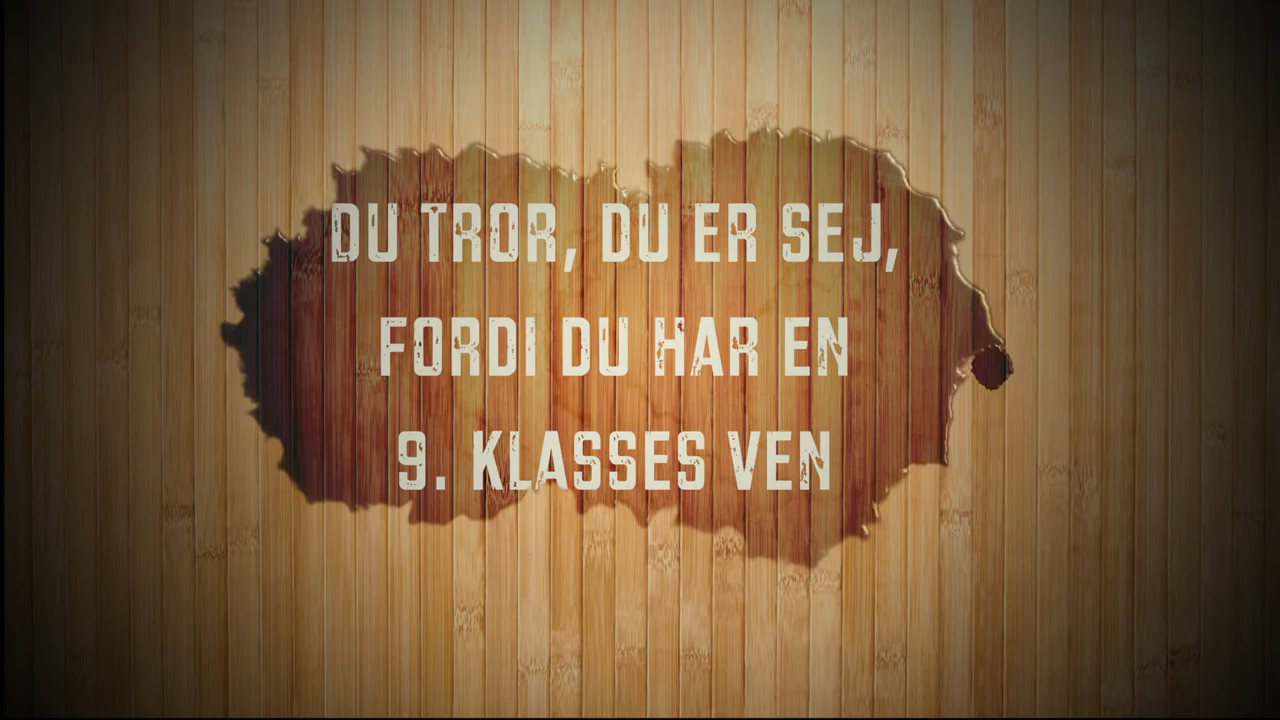 DU TROR, DU ER SEJ,
FORDI DU HAR EN
9. KLASSES VEN